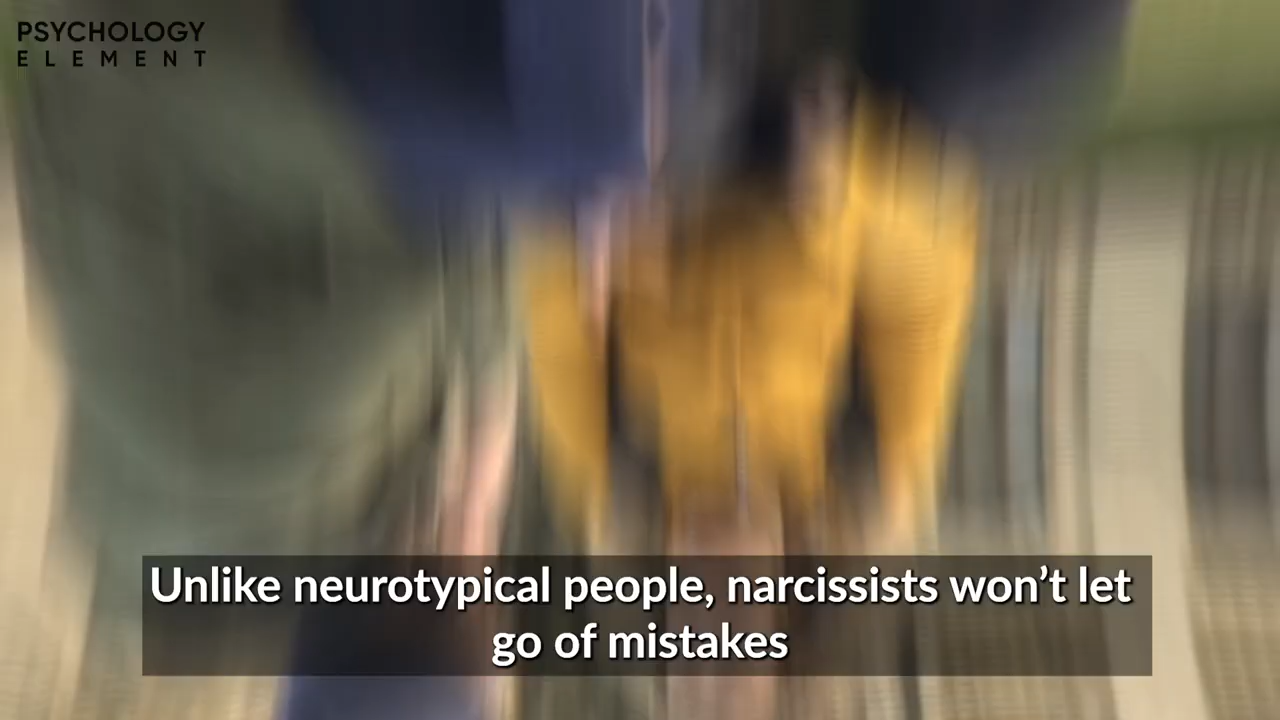 PSYCHOLOGY
ELEMENT
Unlike neurotypical people, narcissists won’t let
go of mistakes